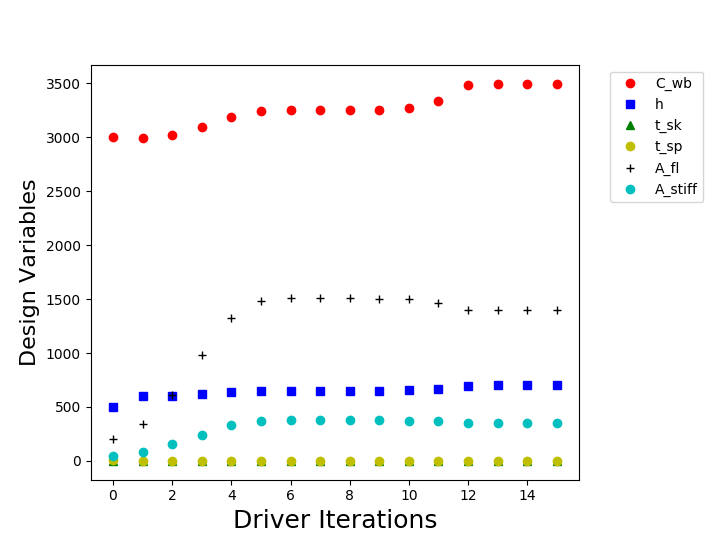 3500
3000
2500
2000
1500
1000
500
0
Design Variables
0 2 4 6 8 10 12 14
Driver Iterations
C_wb
h
t_sk
t_sp
A_fl
A_stiff